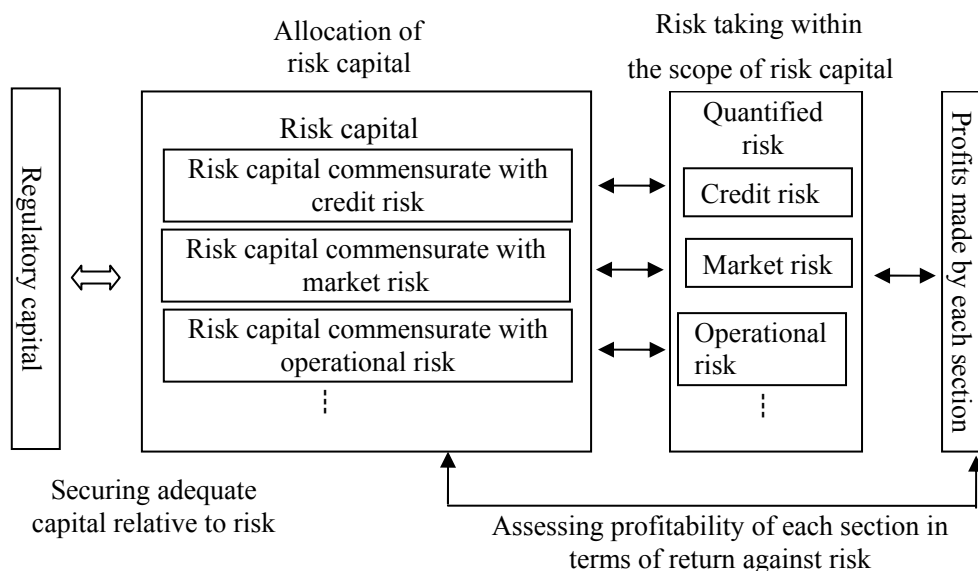 Allocation of
risk capital
Risk taking within
the scope of risk capital
Regulatory capital
Risk capital
Risk capital commensurate with
credit risk
Risk capital commensurate with
market risk
Risk capital commensurate with
operational risk
Quantified
risk
Credit risk
Market risk
Operational
risk
Profits made by each section
Securing adequate
capital relative to risk
Assessing profitability of each section in
terms of return against risk